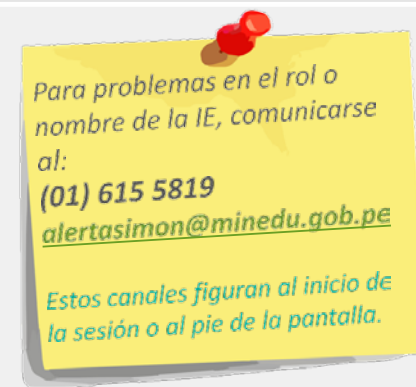 Para problemas en el rol o
nombre de la IE, comunicarse
al:
(01) 615 5819
alertasimon@minedu.gob.pe
Estos canales figuran al inicio de
la sesión o al pie de la pantalla.